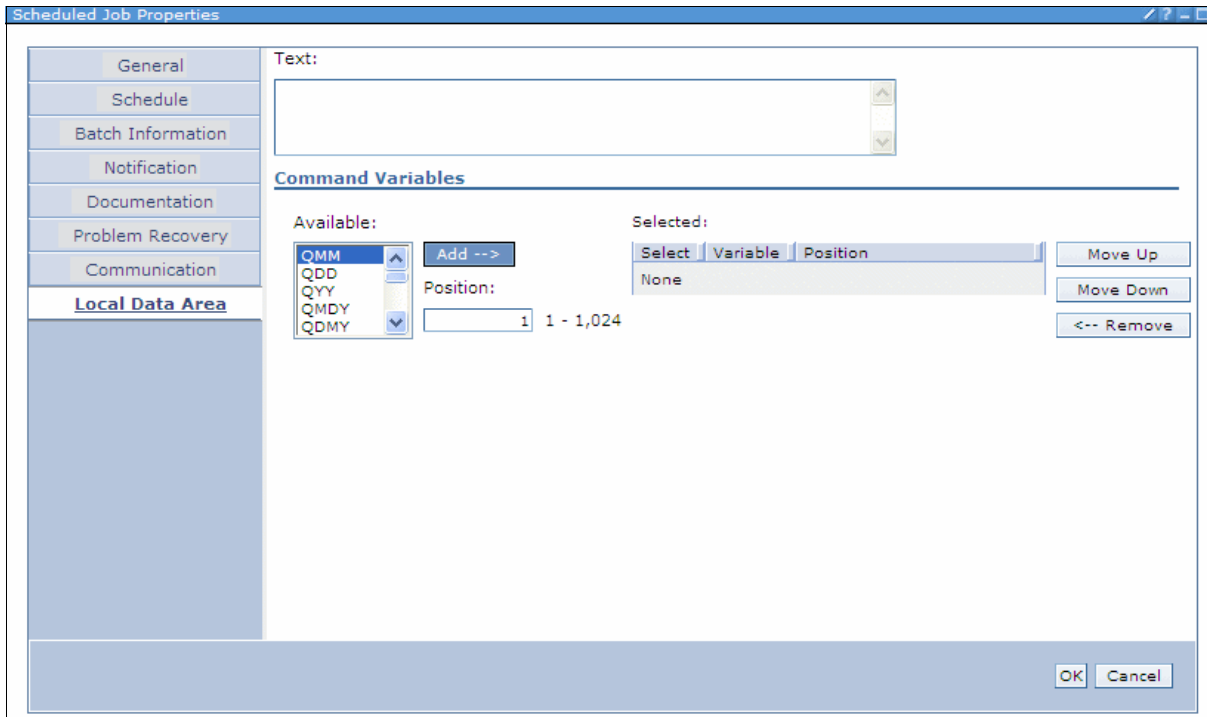 Scheduled Job Properties
General
Schedule
Batch Information
Notification
Documentation
Problem Recovery
Communication
Local Data Area
Text:
Command Variables
Available:
QMM
QDD
QYY
QMDY
QDMY
Add -->
Position:
1 1 - 1,024
Selected:
Select Variable Position
None
Move Up
Move Down
<-- Remove
OK Cancel